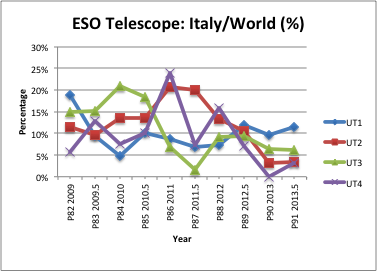 ESO Telescope: Italy/World (%)
30%
25%
20%
15%
10%
5%
0%
Percentage
P82 2009
P83 2009.5
P84 2010
P85 2010.5
P86 2011
P87 2011.5
P88 2012
P89 2012.5
P90 2013
P91 2013.5
Year
UT1
UT2
UT3
UT4